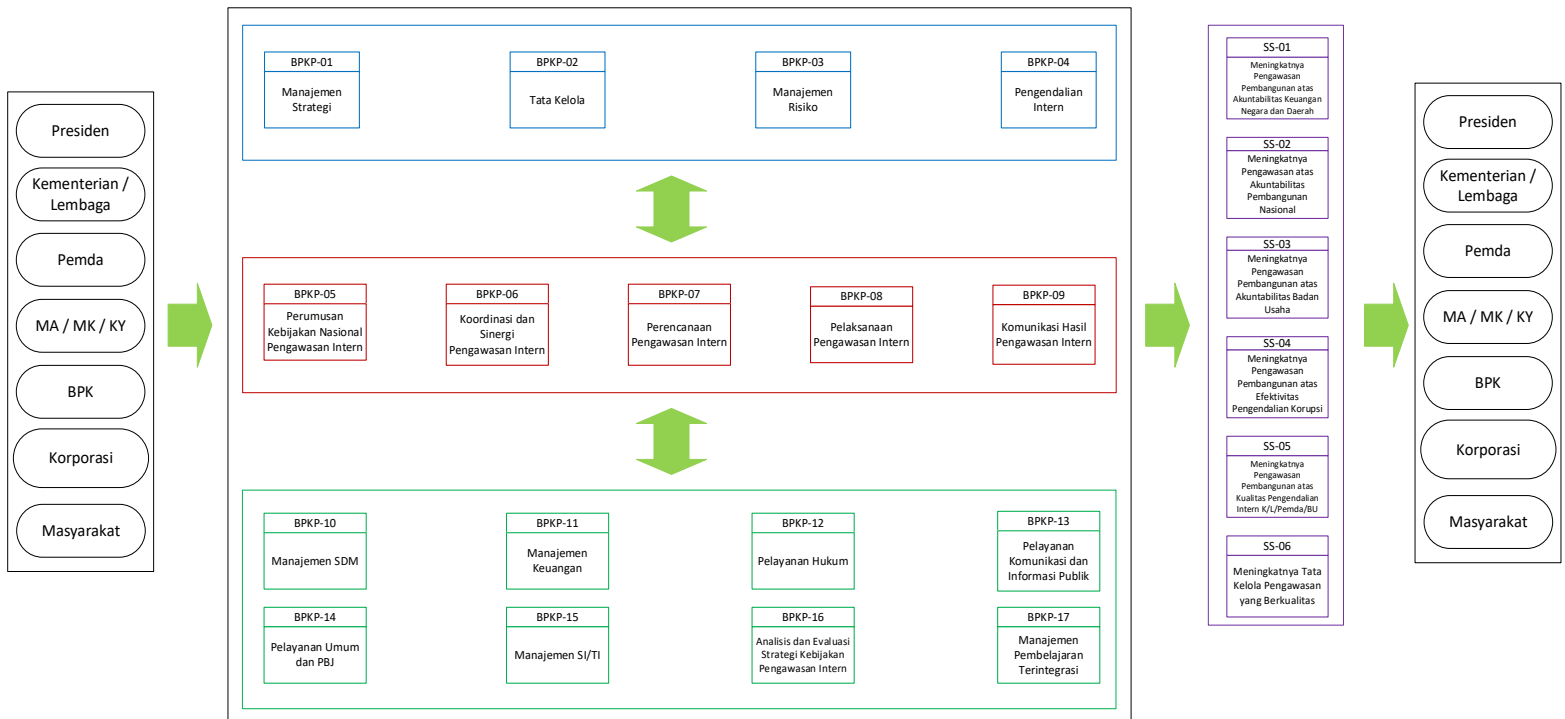 Presiden
Kementerian /
Lembaga
Pemda
MA / MK / KY
BPK
Korporasi
Masyarakat
BPKP-01
Manajemen
Strategi
BPKP-02
Tata Kelola
BPKP-03
Manajemen
Risiko
BPKP-04
Pengendalian
Intern
BPKP-05
Perumusan
Kebijakan Nasional
Pengawasan Intern
BPKP-06
Koordinasi dan
Sinergi
Pengawasan Intern
BPKP-07
Perencanaan
Pengawasan Intern
BPKP-08
Pelaksanaan
Pengawasan Intern
BPKP-09
Komunikasi Hasil
Pengawasan Intern
BPKP-10
Manajemen SDM
BPKP-11
Manajemen
Keuangan
BPKP-12
Pelayanan Hukum
BPKP-13
Pelayanan
Komunikasi dan
Informasi Publik
BPKP-14
Pelayanan Umum
dan PBJ
BPKP-15
Manajemen SI/TI
BPKP-16
Analisis dan Evaluasi
Strategi Kebijakan
Pengawasan Intern
BPKP-17
Manajemen
Pembelajaran
Terintegrasi
SS-01
Meningkatnya
Pengawasan
Pembangunan atas
Akuntabilitas Keuangan
Negara dan Daerah
SS-02
Meningkatnya
Pengawasan atas
Akuntabilitas
Pembangunan
Nasional
SS-03
Meningkatnya
Pengawasan
Pembangunan atas
Akuntabilitas Badan
Usaha
SS-04
Meningkatnya
Pengawasan
Pembangunan atas
Efektivitas
Pengendalian Korupsi
SS-05
Meningkatnya
Pengawasan
Pembangunan atas
Kualitas Pengendalian
Intern K/L/Pemda/BU
SS-06
Meningkatnya Tata
Kelola Pengawasan
yang Berkualitas
Presiden
Kementerian /
Lembaga
Pemda
MA / MK / KY
BPK
Korporasi
Masyarakat